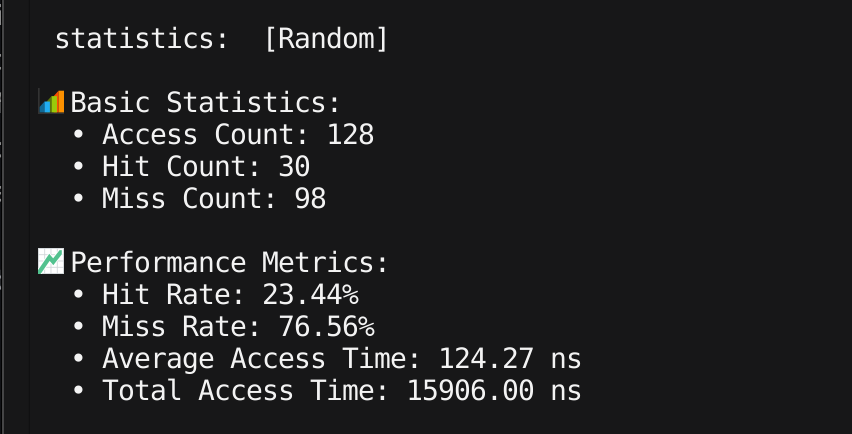 statistics:  [Random]
📊 Basic Statistics:
• Access Count: 128
• Hit Count: 30
• Miss Count: 98
📈 Performance Metrics:
• Hit Rate: 23.44%
• Miss Rate: 76.56%
• Average Access Time: 124.27 ns
• Total Access Time: 15906.00 ns